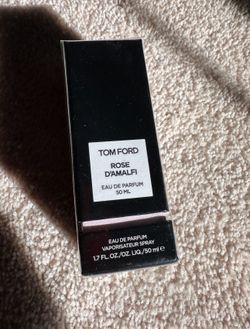 TOM FORD
ROSE
D'AMALFI
EAU DE PARFUM
50 ML
EAU DE PARFUM
VAPORISATEUR SPRAY
1.7 FL. OZ./OZ. LIQ./50 ml ℮